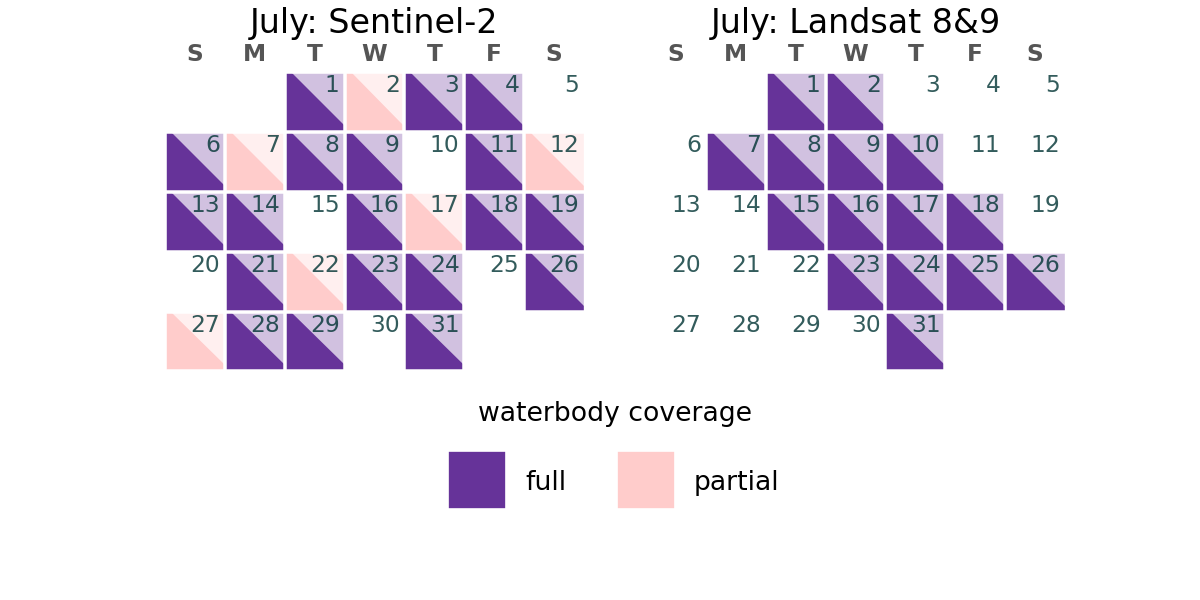 July: Sentinel-2
S M T W T F S
1 2 3 4 5
6 7 8 9 10 11 12
13 14 15 16 17 18 19
20 21 22 23 24 25 26
27 28 29 30 31
July: Landsat 8&9
S M T W T F S
1 2 3 4 5
6 7 8 9 10 11 12
13 14 15 16 17 18 19
20 21 22 23 24 25 26
27 28 29 30 31
waterbody coverage
full partial